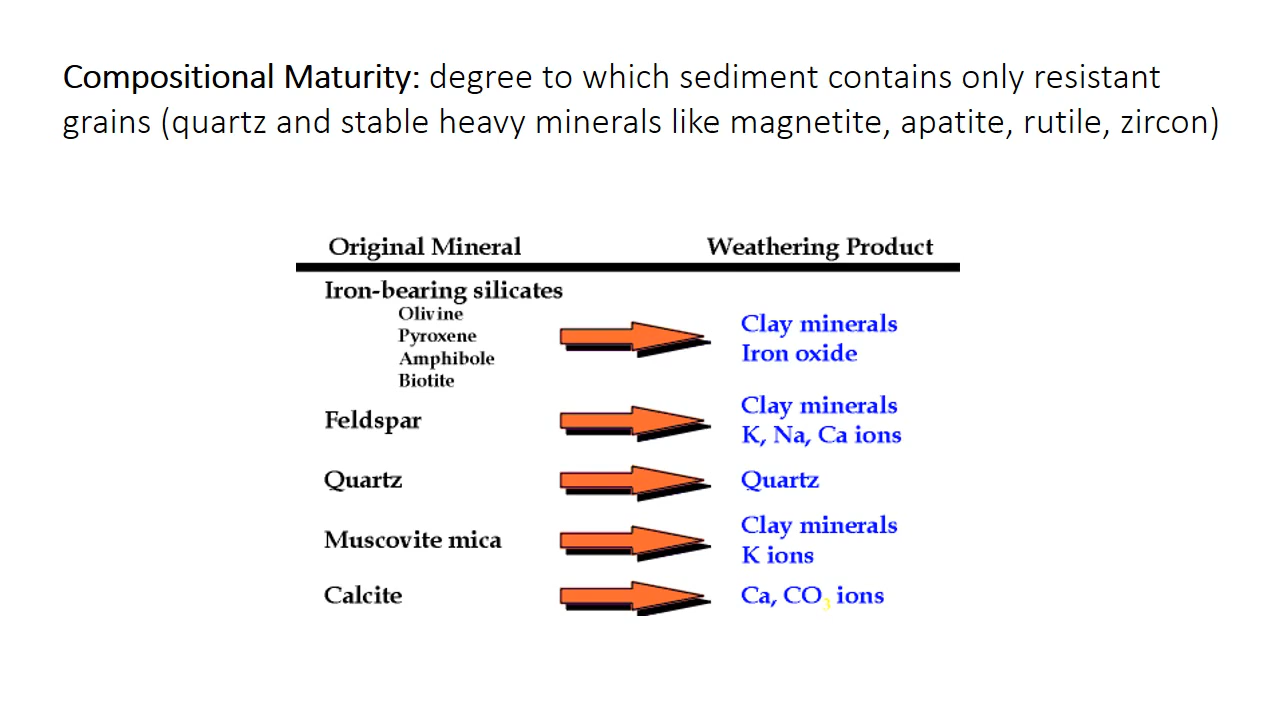 Compositional Maturity: degree to which sediment contains only resistant
grains (quartz and stable heavy minerals like magnetite, apatite, rutile, zircon)
Original Mineral Weathering Product
Iron-bearing silicates
Olivine
Pyroxene
Amphibole
Biotite
Clay minerals
Iron oxide
Feldspar
Clay minerals
K, Na, Ca ions
Quartz
Quartz
Muscovite mica
Clay minerals
K ions
Calcite
Ca, CO3 ions